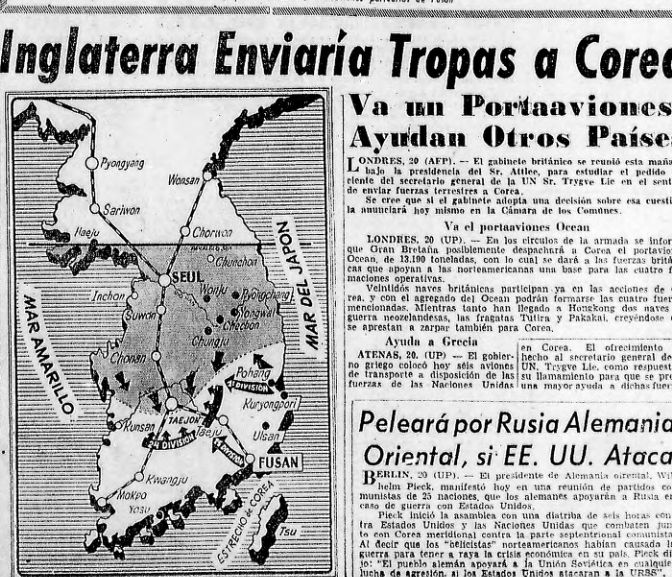 Inglaterra Enviaría Tropas a Corea
Pyongyang
Wonsan
Sariwon
Haeju
Chorwon
Chunchon
SEUL
Inchon
Wonju
Pyongchang
Suwon
Yongwal
Chechon
Chungju
Chonan
MAR AMARILLO
MAR DEL JAPON
Pohang
DIVISION
Kuryongpori
TAEJON
Kunsan
24 DIVISION
Taeju
Ulsan
FUSAN
Kwangju
Mokpo
Yosu
ESTRECHO de COREA
Tsu
Va un Portaaviones
Ayudan Otros Países
LONDRES, 20 (AFP). — El gabinete británico se reunió esta maña
bajo la presidencia del Sr. Attlee, para estudiar el pedido
ciente del secretario general de la UN Sr. Trygve Lie en el sent
de enviar fuerzas terrestres a Corea.
Se cree que si el gabinete adopta una decisión sobre esa cuesti
la anunciará hoy mismo en la Cámara de los Comunes.
Va el portaaviones Ocean
LONDRES, 20 (UP). — En los círculos de la armada se infor
que Gran Bretaña posiblemente despachará a Corea el portavio
Ocean, de 13.190 toneladas, con lo cual se dará a las fuerzas britá
cas que apoyan a las norteamericanas una base para las cuatro
maciones operativas.
Veintidós naves británicas participan ya en las acciones de
rea, y con el agregado del Ocean podrán formarse las cuatro fuer
mencionadas. Mientras tanto han llegado a Hongkong dos naves
guerra neozelandesas, las fragatas Tutira y Pakakai, creyéndose
se aprestan a zarpar también para Corea.
Ayuda a Grecia
ATENAS, 20. (UP) — El gobier-
no griego colocó hoy seis aviones
de transporte a disposición de las
fuerzas de las Naciones Unidas
en Corea. El ofrecimiento
hecho al secretario general de
UN, Trygve Lie, como respuest
su llamamiento para que se pre
una mayor ayuda a dichas fuer
Peleará por Rusia Alemania
Oriental, si EE. UU. Ataca
BERLIN, 20 (UP). — El presidente de Alemania oriental, Wil
helm Pieck, manifestó hoy en una reunión de partidos co
munistas de 25 naciones, que los alemanes apoyarán a Rusia e
caso de guerra con Estados Unidos.
Pieck inició la asamblea con una diatriba de seis horas con
tra Estados Unidos y las Naciones Unidas que combaten jun
to con Corea meridional contra la parte septentrional comunist
Al decir que los "belicistas" norteamericanos habían causado l
guerra para tener a raya la crisis económica en su país, Pieck di
jo: "El pueblo alemán apoyará a la Unión Soviética en cualqu
lucha de agresión, si los Estados Unidos atacan a la URSS".